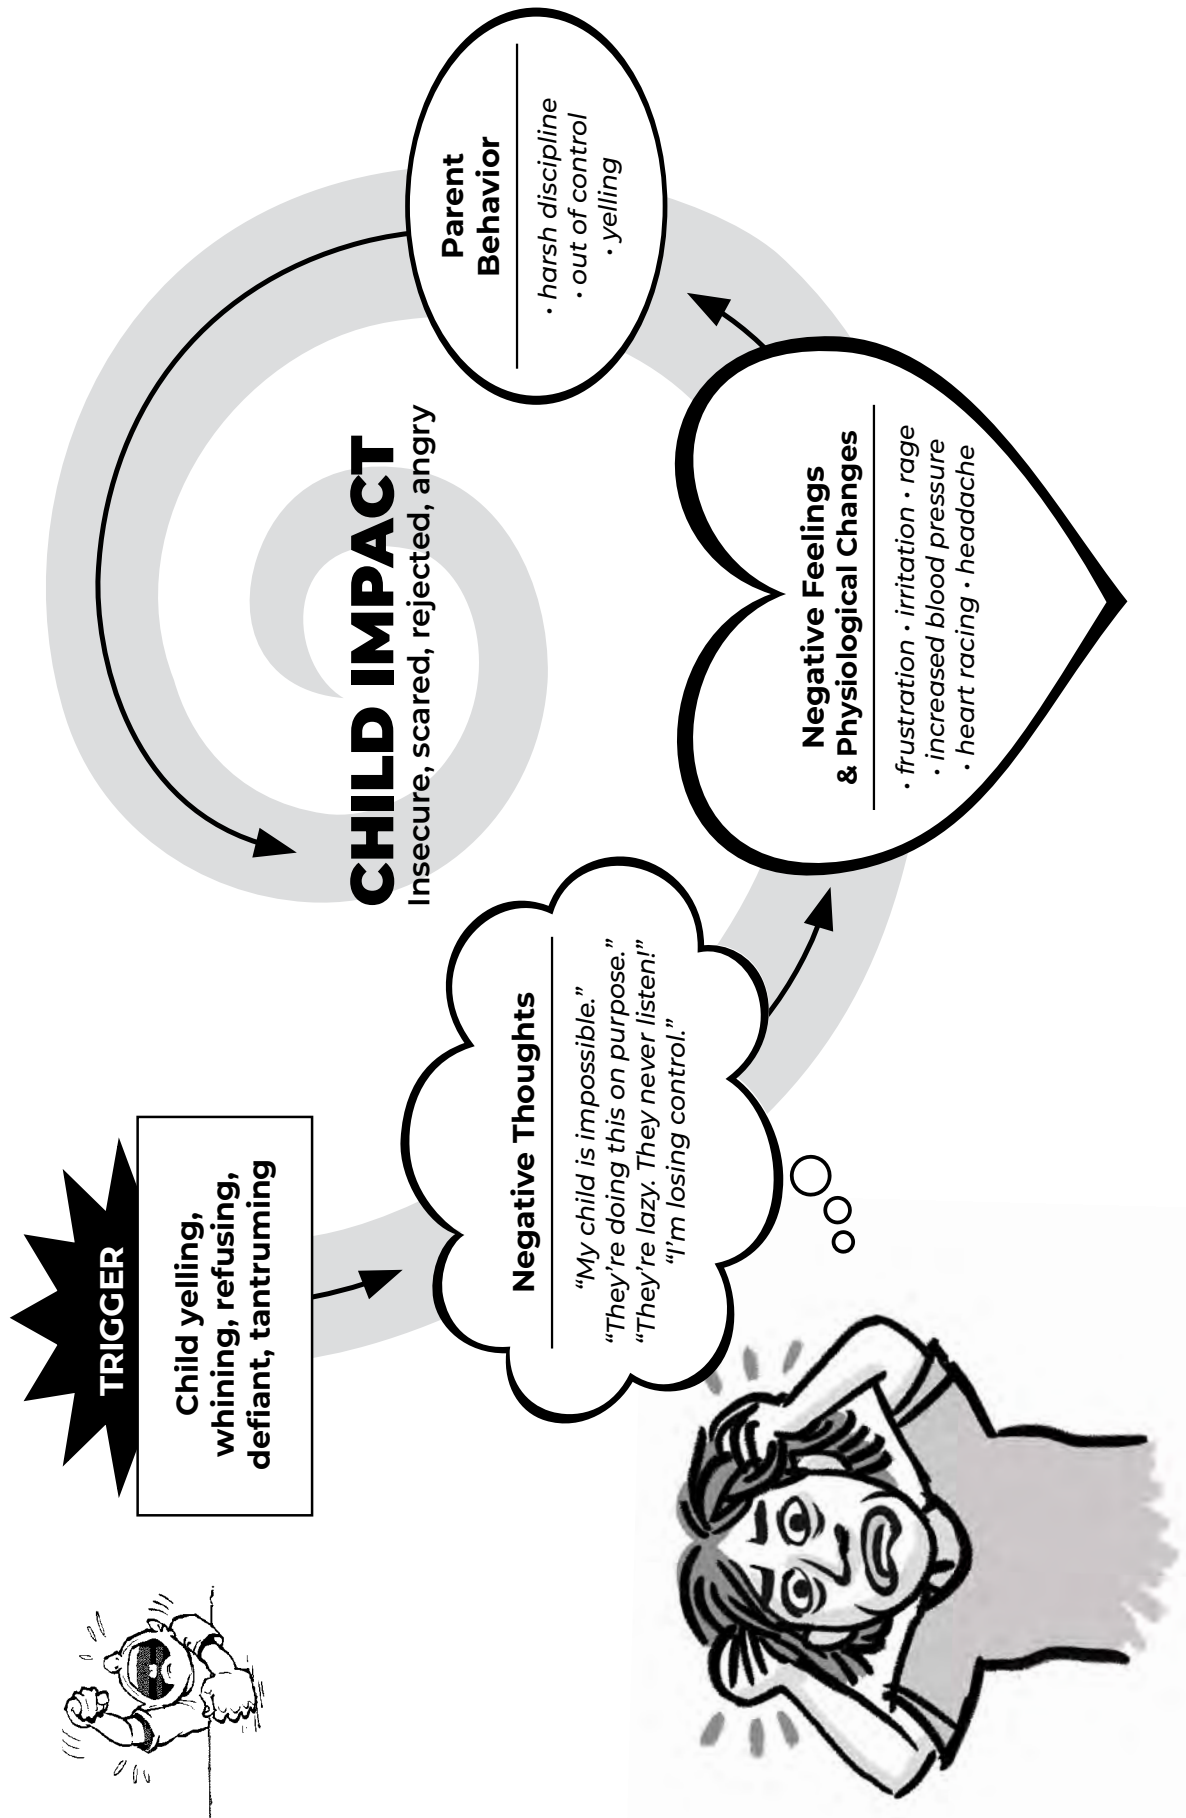 TRIGGER
Child yelling,
whining, refusing,
defiant, tantruming
Negative Thoughts
“My child is impossible.”
“They’re doing this on purpose.”
“They’re lazy. They never listen!”
“I’m losing control.”
Negative Feelings
& Physiological Changes
• frustration • irritation • rage
• increased blood pressure
• heart racing • headache
Parent
Behavior
• harsh discipline
• out of control
• yelling
CHILD IMPACT
Insecure, scared, rejected, angry